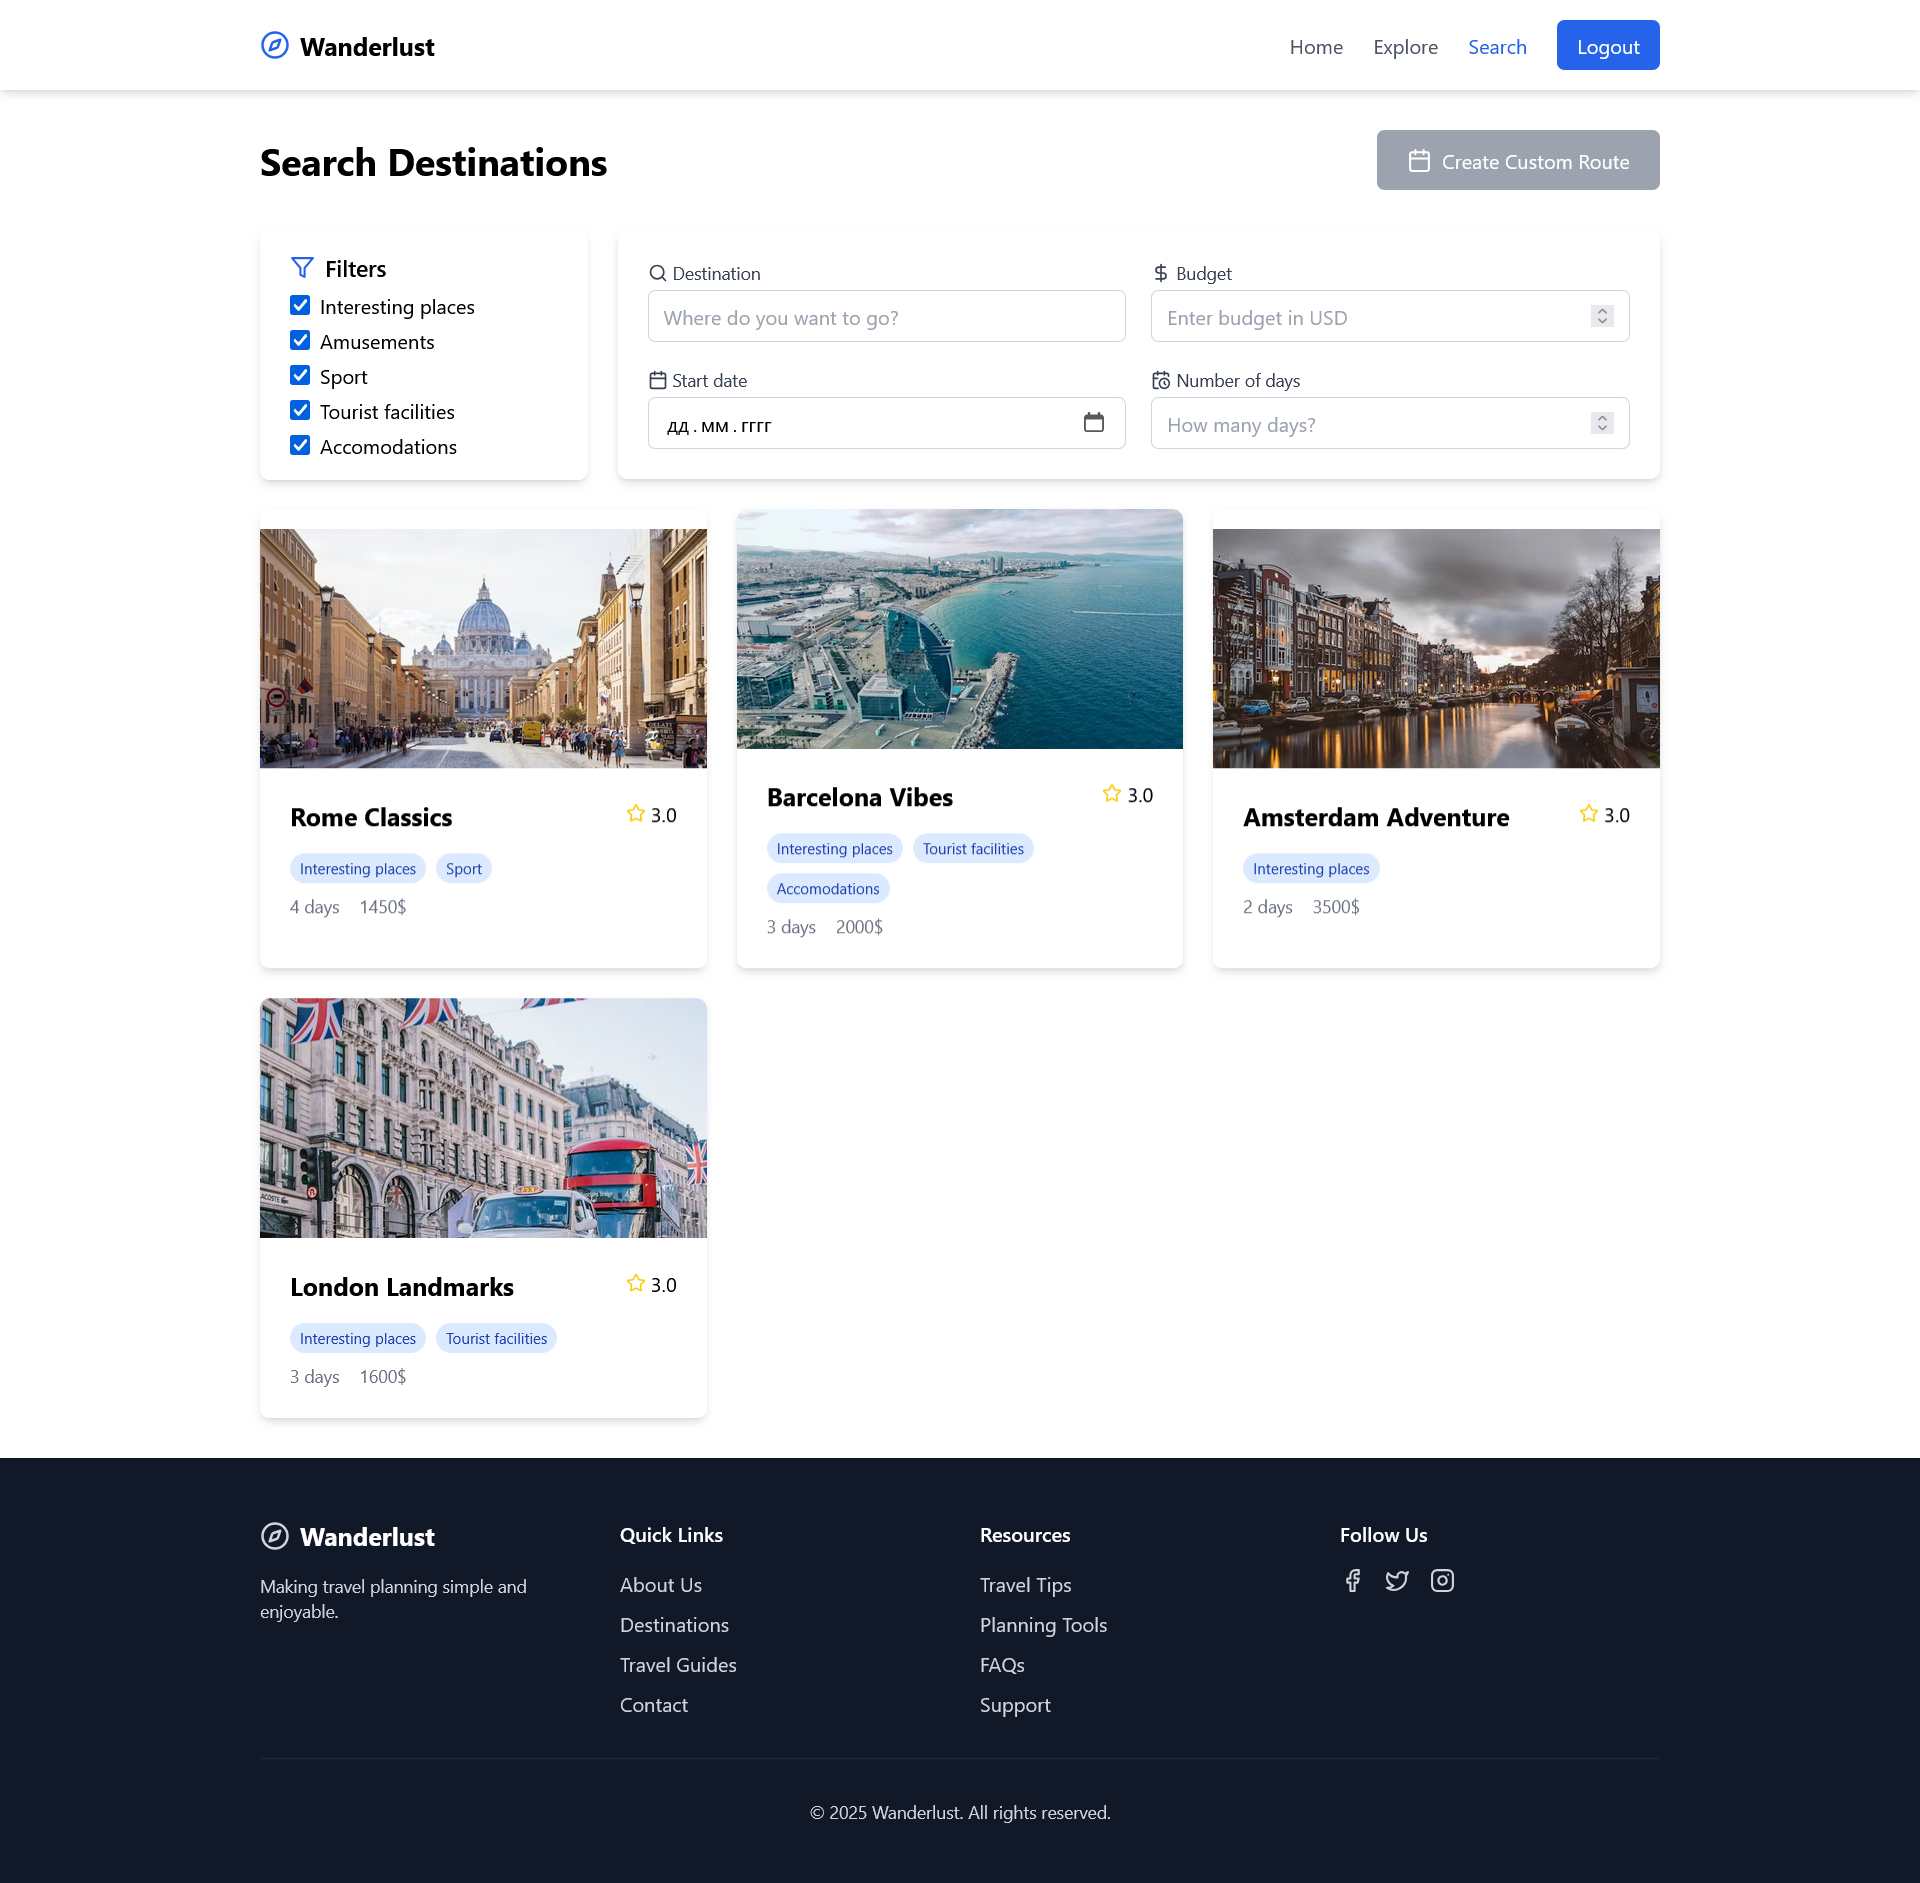 Wanderlust
Home
Explore
Search
Logout
Search Destinations
Create Custom Route
Filters
Interesting places
Amusements
Sport
Tourist facilities
Accomodations
Destination
Where do you want to go?
Budget
Enter budget in USD
Start date
дд . мм . гггг
Number of days
How many days?
Rome Classics
3.0
Interesting places
Sport
4 days 1450$
Barcelona Vibes
3.0
Interesting places
Tourist facilities
Accomodations
3 days 2000$
Amsterdam Adventure
3.0
Interesting places
2 days 3500$
TAXI
London Landmarks
3.0
Interesting places
Tourist facilities
3 days 1600$
Wanderlust
Making travel planning simple and
enjoyable.
Quick Links
About Us
Destinations
Travel Guides
Contact
Resources
Travel Tips
Planning Tools
FAQs
Support
Follow Us
© 2025 Wanderlust. All rights reserved.